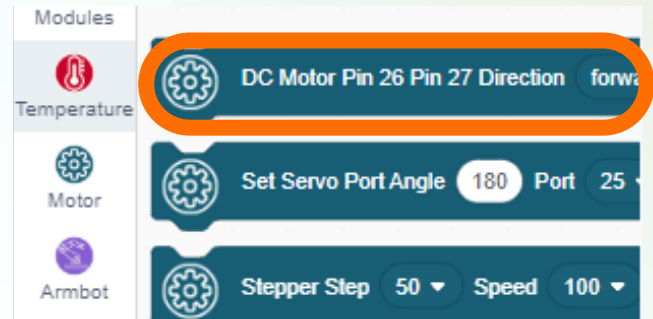 Modules
Temperature
Motor
Armbot
DC Motor Pin 26 Pin 27 Direction
Set Servo Port Angle 180 Port 25
Stepper Step 50 Speed 100